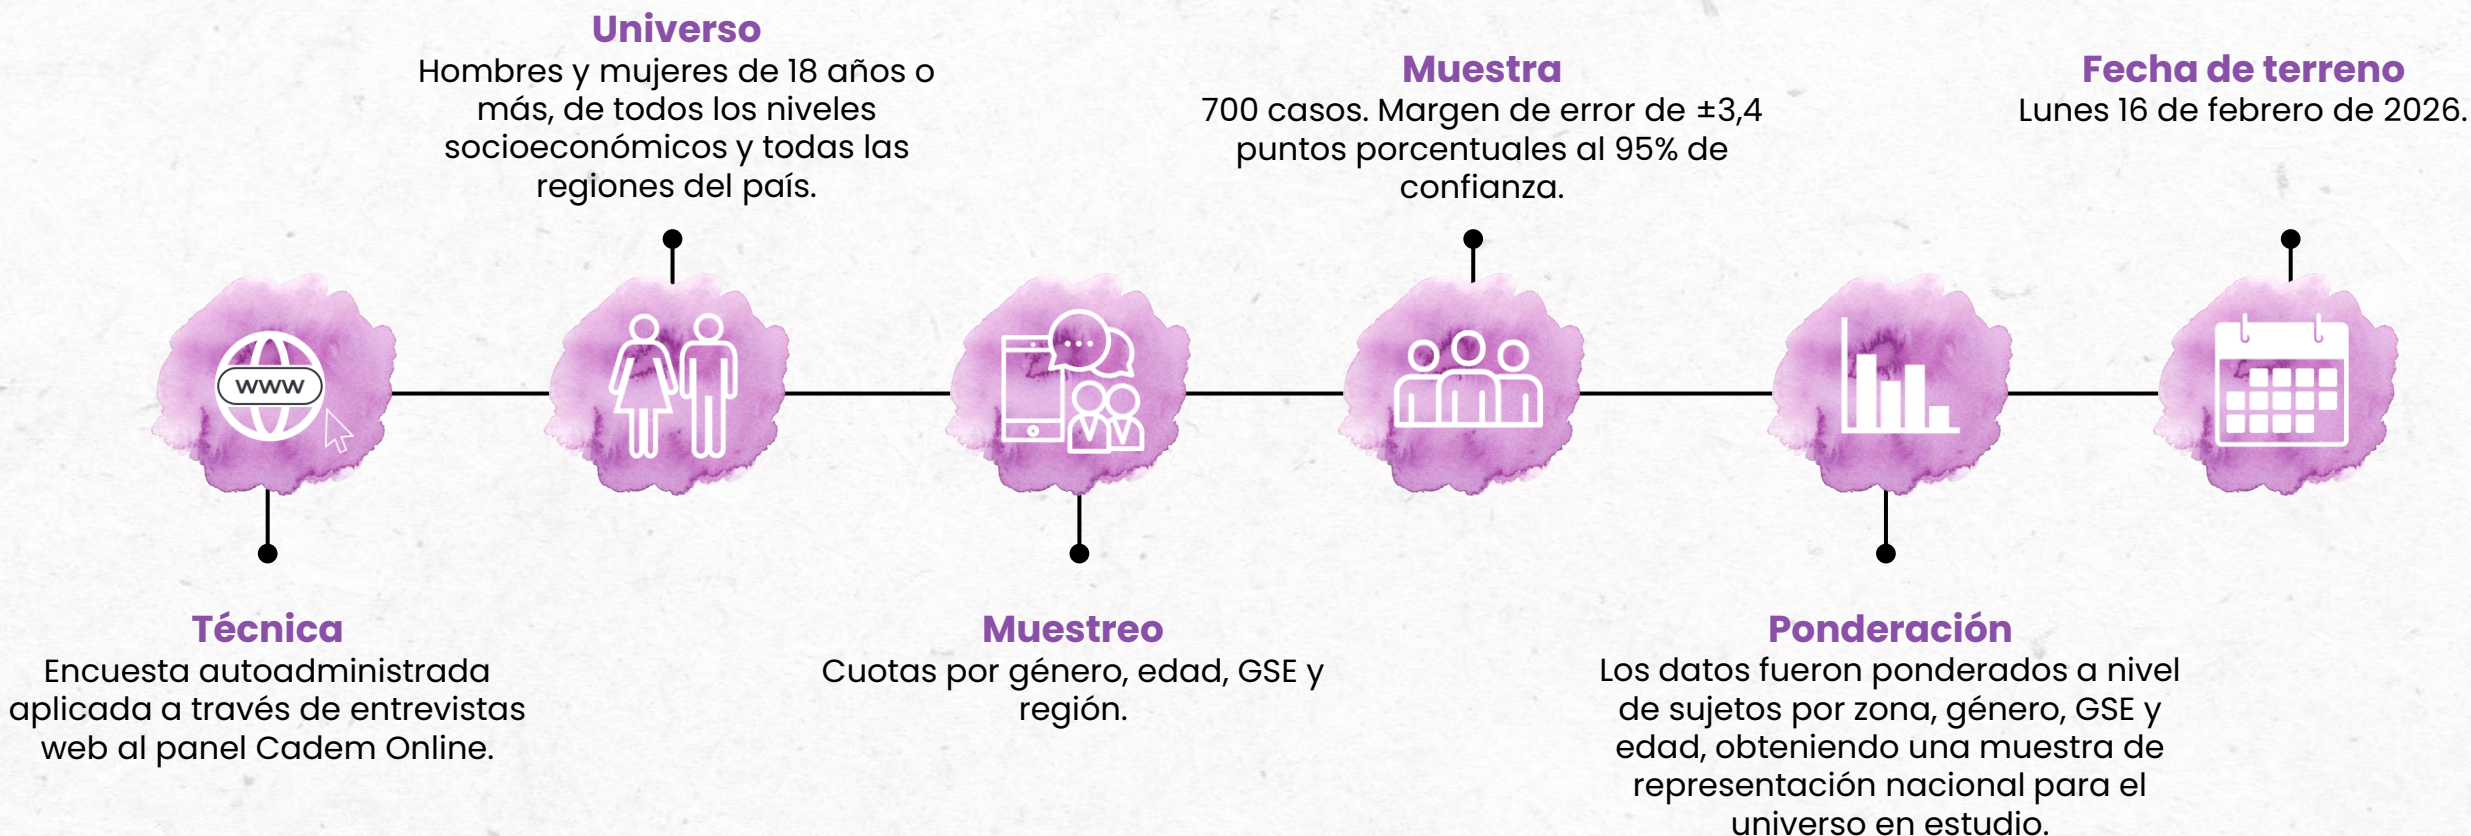 Universo
Hombres y mujeres de 18 años o
más, de todos los niveles
socioeconómicos y todas las
regiones del país.
Muestra
700 casos. Margen de error de ±3,4
puntos porcentuales al 95% de
confianza.
Fecha de terreno
Lunes 16 de febrero de 2026.
www
Técnica
Encuesta autoadministrada
aplicada a través de entrevistas
web al panel Cadem Online.
Muestreo
Cuotas por género, edad, GSE y
región.
Ponderación
Los datos fueron ponderados a nivel
de sujetos por zona, género, GSE y
edad, obteniendo una muestra de
representación nacional para el
universo en estudio.